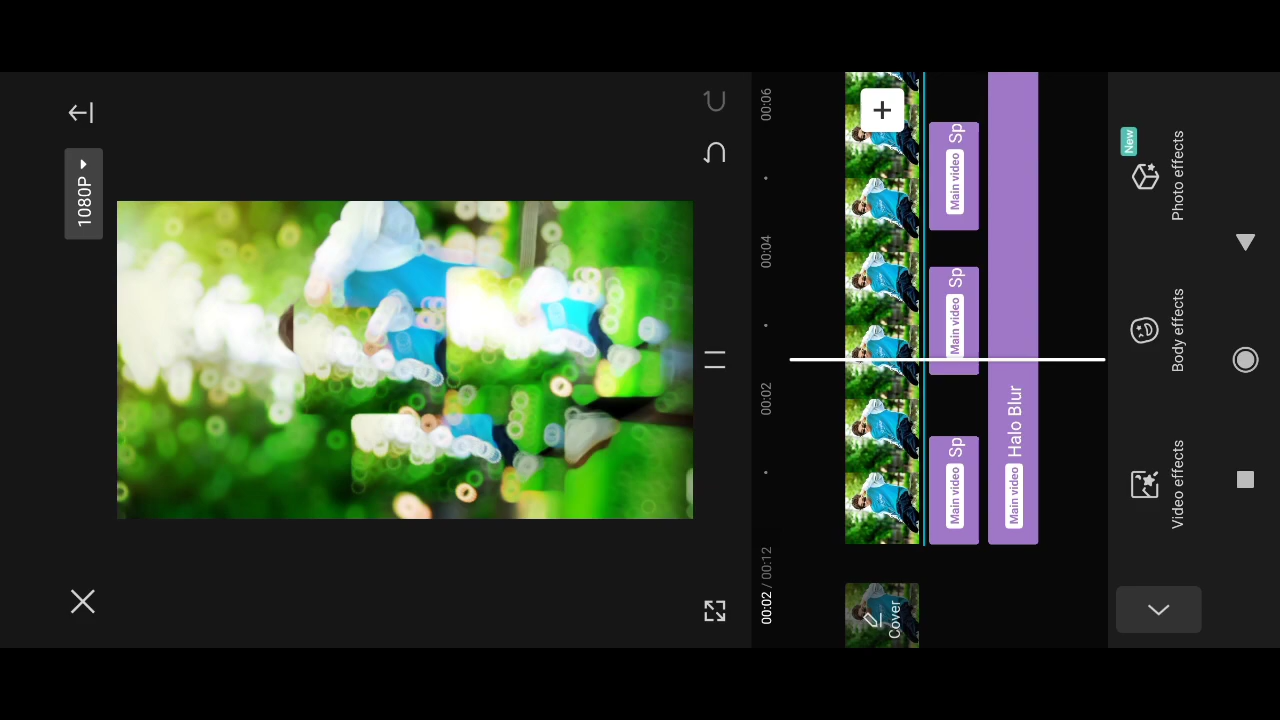 1080P
00:02 / 00:12
00:02
00:04
00:06
Cover
Main video Sp
Main video Sp
Main video Sp
Main video Halo Blur
Video effects
Body effects
Photo effects
New